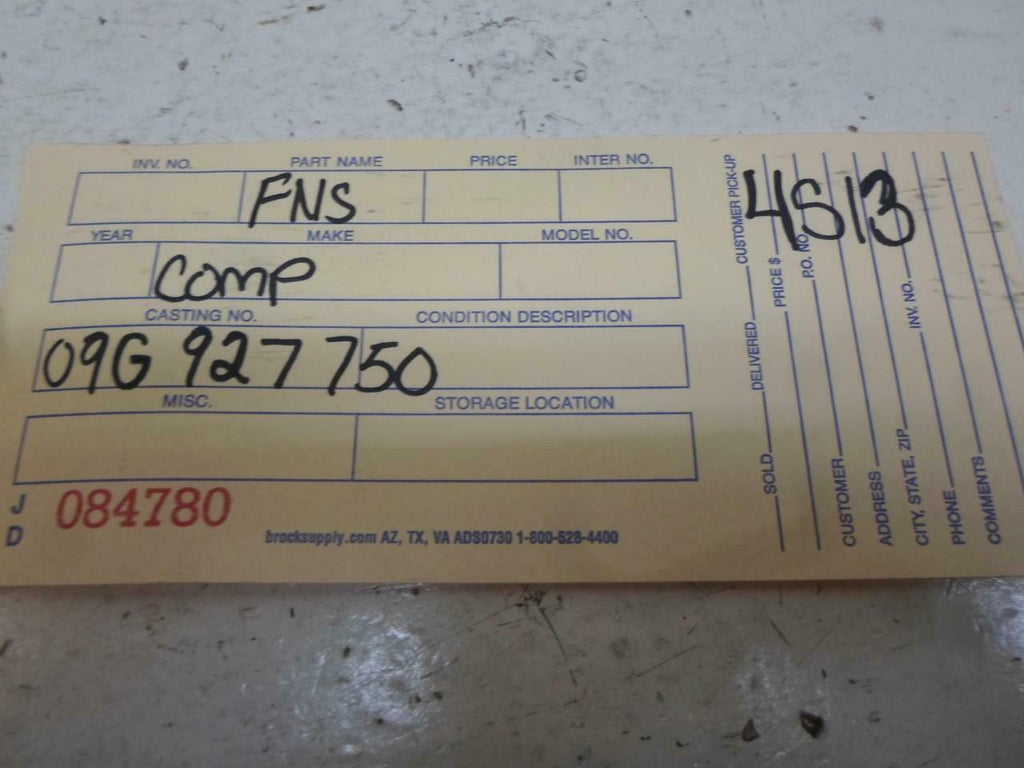 INV. NO. PART NAME PRICE INTER NO.
FNS
YEAR MAKE MODEL NO.
COMP
CASTING NO. CONDITION DESCRIPTION
09G 927 750
MISC. STORAGE LOCATION
J D 084780
brocksupply.com AZ, TX, VA ADS0730 1-800-528-4400
4513
SOLD DELIVERED CUSTOMER PICK-UP
PRICE $
P.O. NO.
CUSTOMER
ADDRESS
CITY, STATE, ZIP INV. NO.
PHONE
COMMENTS